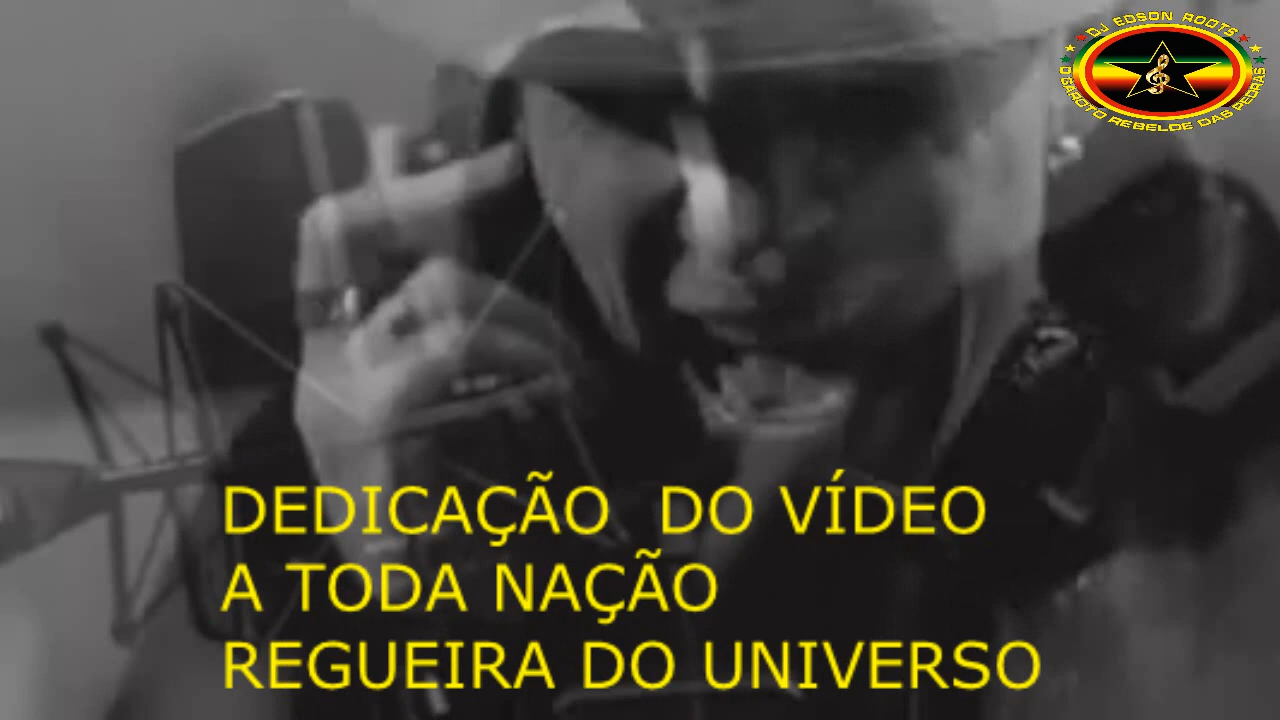 DJ EDSON ROOTS
O GAROTO REBELDE DAS PEDRAS
DEDICAÇÃO DO VÍDEO
A TODA NAÇÃO
REGUEIRA DO UNIVERSO